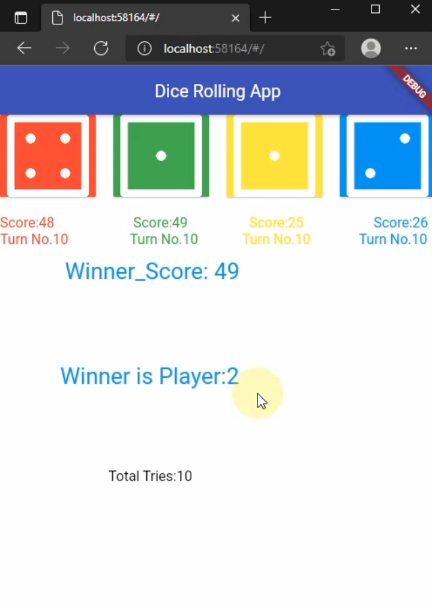 localhost:58164/#/
localhost:58164/#/
Dice Rolling App
DEBUG
Score:48
Turn No.10
Score:49
Turn No.10
Score:25
Turn No.10
Score:26
Turn No.10
Winner_Score: 49
Winner is Player:2
Total Tries:10